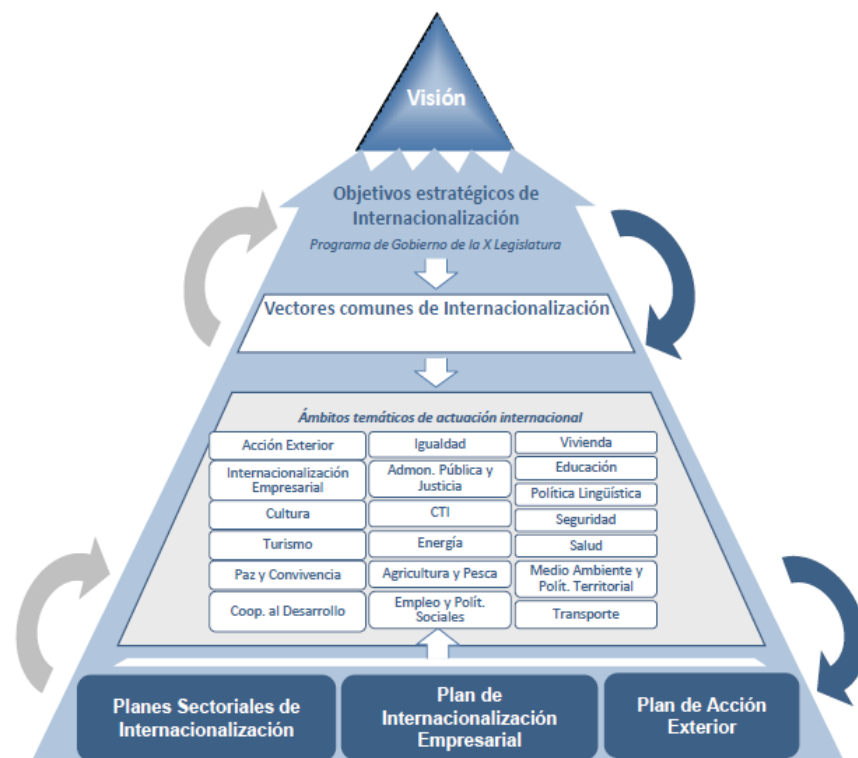 Visión
Objetivos estratégicos de
Internacionalización
Programa de Gobierno de la X Legislatura
Vectores comunes de Internacionalización
Ámbitos temáticos de actuación internacional
Acción Exterior
Internacionalización
Empresarial
Cultura
Turismo
Paz y Convivencia
Coop. al Desarrollo
Igualdad
Admon. Pública y
Justicia
CTI
Energía
Agricultura y Pesca
Empleo y Polít.
Sociales
Vivienda
Educación
Política Lingüística
Seguridad
Salud
Medio Ambiente y
Polít. Territorial
Transporte
Planes Sectoriales de
Internacionalización
Plan de
Internacionalización
Empresarial
Plan de Acción
Exterior